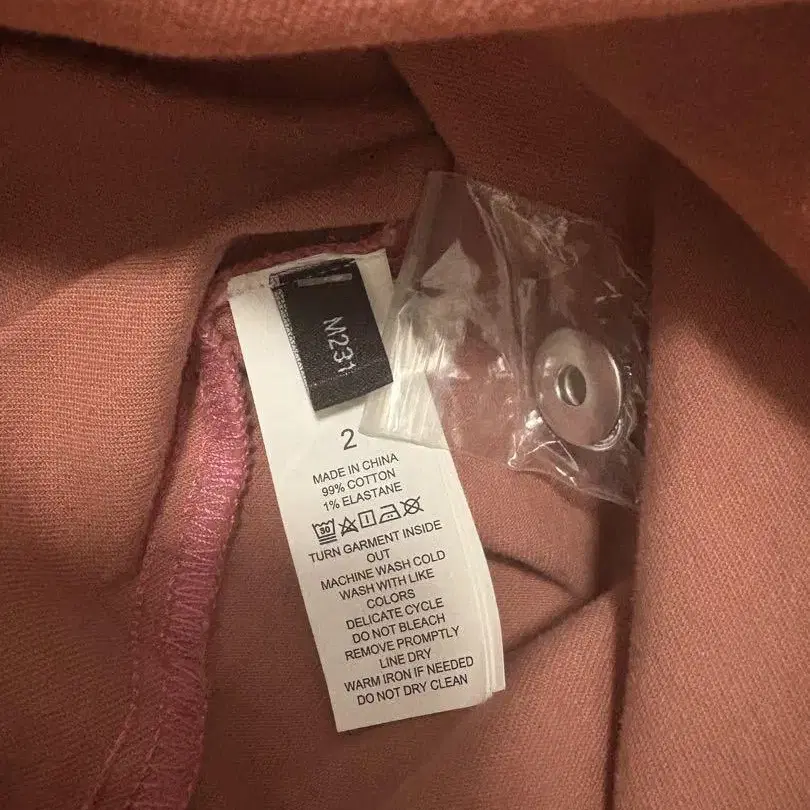 M231
2
MADE IN CHINA
99% COTTON
1% ELASTANE
30
TURN GARMENT INSIDE
OUT
MACHINE WASH COLD
WASH WITH LIKE
COLORS
DELICATE CYCLE
DO NOT BLEACH
REMOVE PROMPTLY
LINE DRY
WARM IRON IF NEEDED
DO NOT DRY CLEAN